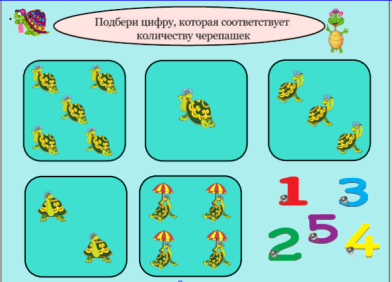 Подбери цифру, которая соответствует
количеству черепашек
1 3
2 5 4